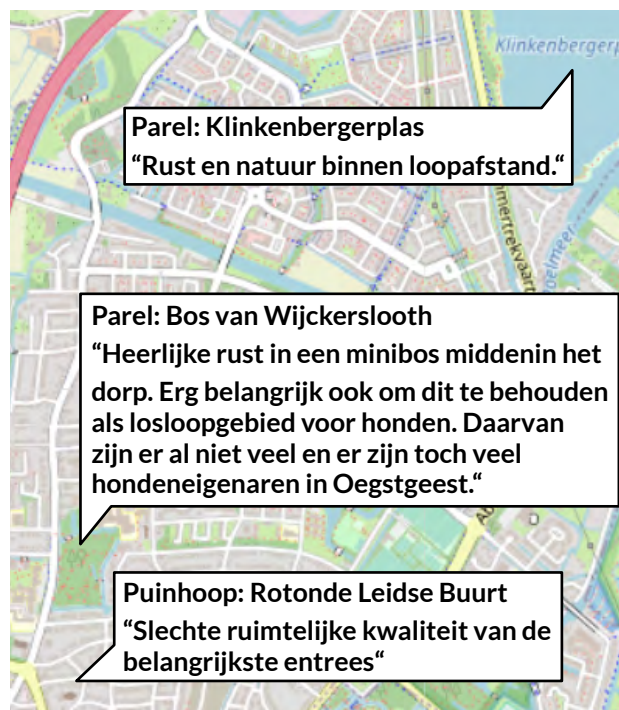 Klinkenbergerp
Parel: Klinkenbergerplas
“Rust en natuur binnen loopafstand.“
mmertrekvaart
oelmeer
Parel: Bos van Wijckerslooth
“Heerlijke rust in een minibos middenin het
dorp. Erg belangrijk ook om dit te behouden
als losloopgebied voor honden. Daarvan
zijn er al niet veel en er zijn toch veel
hondeneigenaren in Oegstgeest.“
Puinhoop: Rotonde Leidse Buurt
“Slechte ruimtelijke kwaliteit van de
belangrijkste entrees“